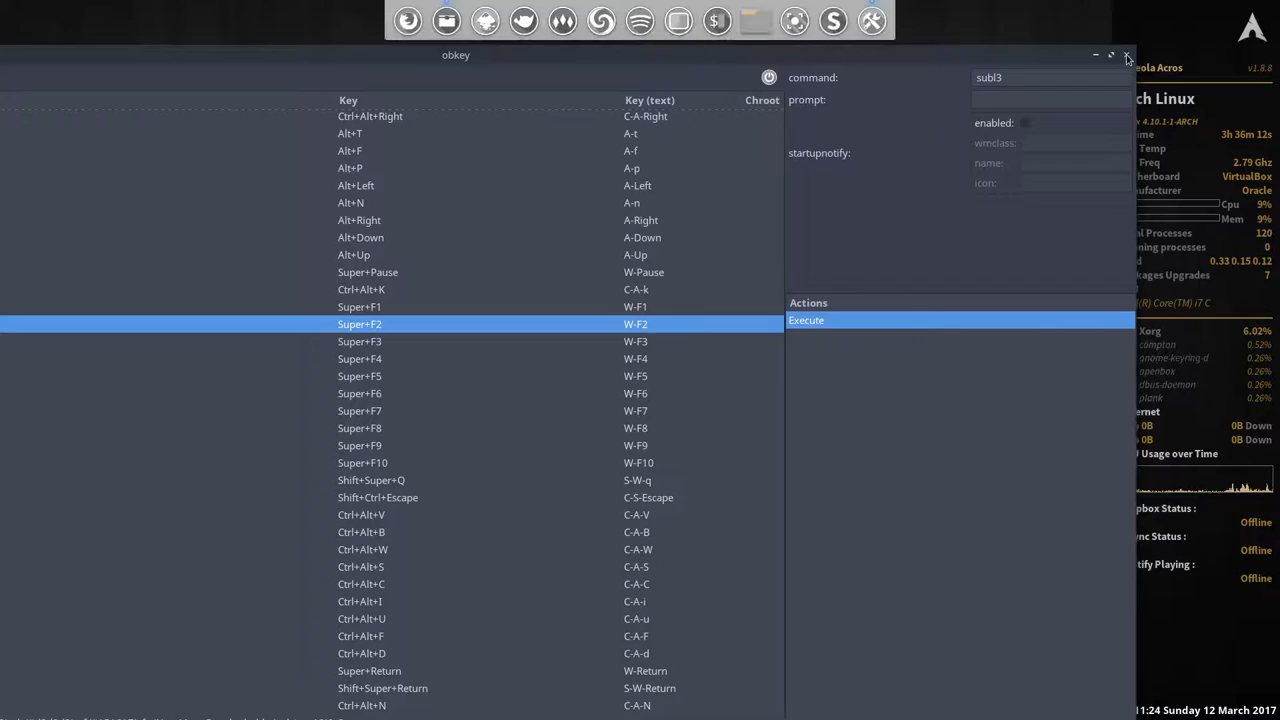 obkey
command: subl3
prompt:
enabled:
startupnotify:
wmclass:
name:
icon:
Key Key (text) Chroot
Ctrl+Alt+Right C-A-Right
Alt+T A-t
Alt+F A-f
Alt+P A-p
Alt+Left A-Left
Alt+N A-n
Alt+Right A-Right
Alt+Down A-Down
Alt+Up A-Up
Super+Pause W-Pause
Ctrl+Alt+K C-A-k
Super+F1 W-F1
Super+F2 W-F2
Super+F3 W-F3
Super+F4 W-F4
Super+F5 W-F5
Super+F6 W-F6
Super+F7 W-F7
Super+F8 W-F8
Super+F9 W-F9
Super+F10 W-F10
Shift+Super+Q S-W-q
Shift+Ctrl+Escape C-S-Escape
Ctrl+Alt+V C-A-V
Ctrl+Alt+B C-A-B
Ctrl+Alt+W C-A-W
Ctrl+Alt+S C-A-S
Ctrl+Alt+C C-A-C
Ctrl+Alt+I C-A-i
Ctrl+Alt+U C-A-u
Ctrl+Alt+F C-A-F
Ctrl+Alt+D C-A-d
Super+Return W-Return
Shift+Super+Return S-W-Return
Ctrl+Alt+N C-A-N
Actions
Execute
eola Acros v1.8.8
ch Linux
4.10.1-1-ARCH
me 3h 36m 12s
Temp
Freq 2.79 Ghz
herboard VirtualBox
nufacturer Oracle
Cpu 9%
Mem 9%
al Processes 120
ning processes 0
d 0.33 0.15 0.12
kages Upgrades 7
(R) Core(TM) i7 C
Xorg 6.02%
compton 0.52%
gnome-keyring-d 0.26%
openbox 0.26%
dbus-daemon 0.26%
plank 0.26%
ernet
0B 0B Down
0B 0B Down
J Usage over Time
pbox Status :
Offline
ync Status :
Offline
tify Playing :
Offline
11:24 Sunday 12 March 2017